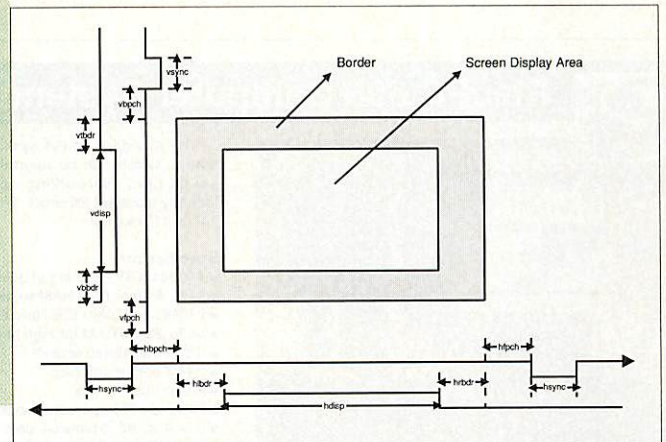 Border
Screen Display Area
vsync
vbpch
vtbdr
vdisp
vbbdr
vfpch
hbpch
hfpch
hsync
hlbdr
hrbdr
hsync
hdisp